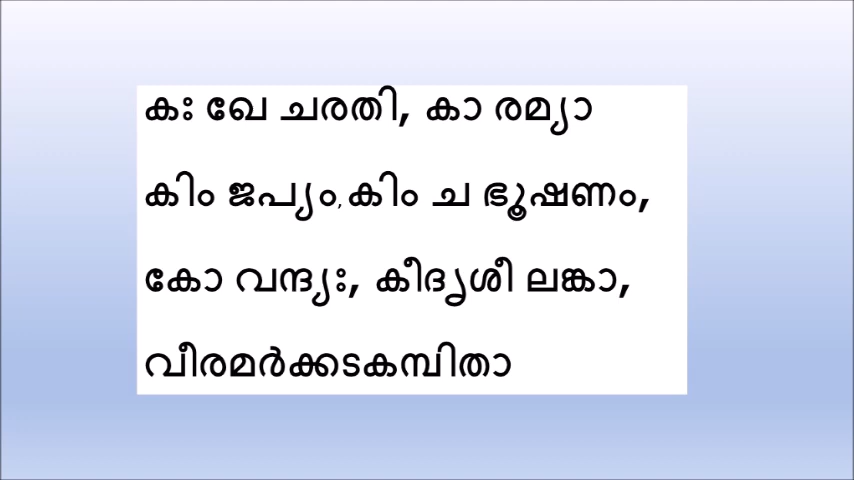 കഃ ഖേ ചരതി, കാ രമ്യാ
കിം ജപ്യം,കിം ച ഭൂഷണം,
കോ വന്ദ്യഃ, കീദൃശീ ലങ്കാ,
വീരമർക്കടകമ്പിതാ